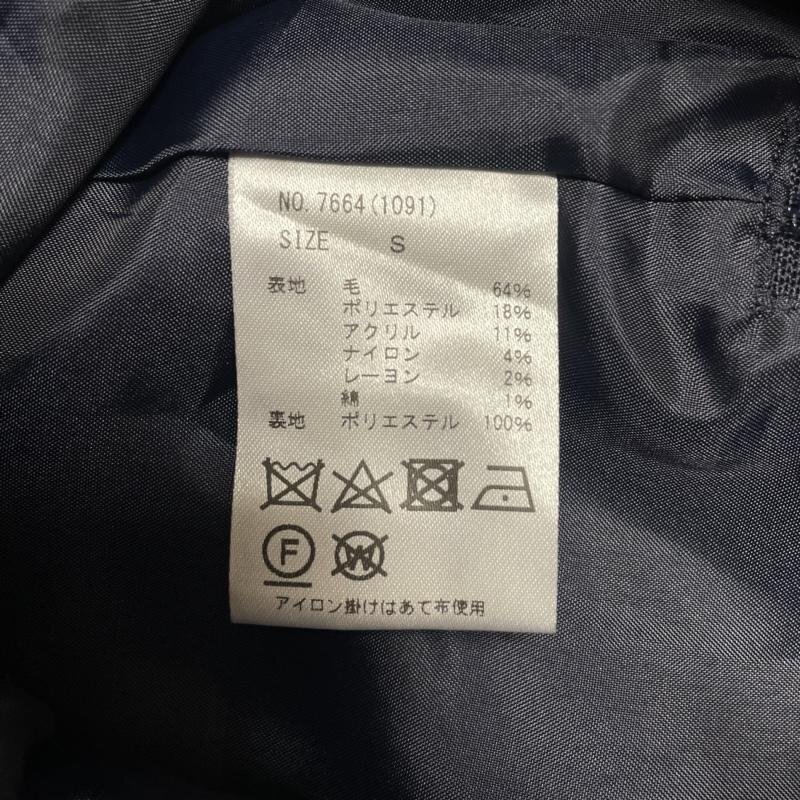 NO. 7664(1091)
SIZE S
表地 毛 64%
ポリエステル 18%
アクリル 11%
ナイロン 4%
レーヨン 2%
綿 1%
裏地 ポリエステル 100%
F W
アイロン掛けはあて布使用